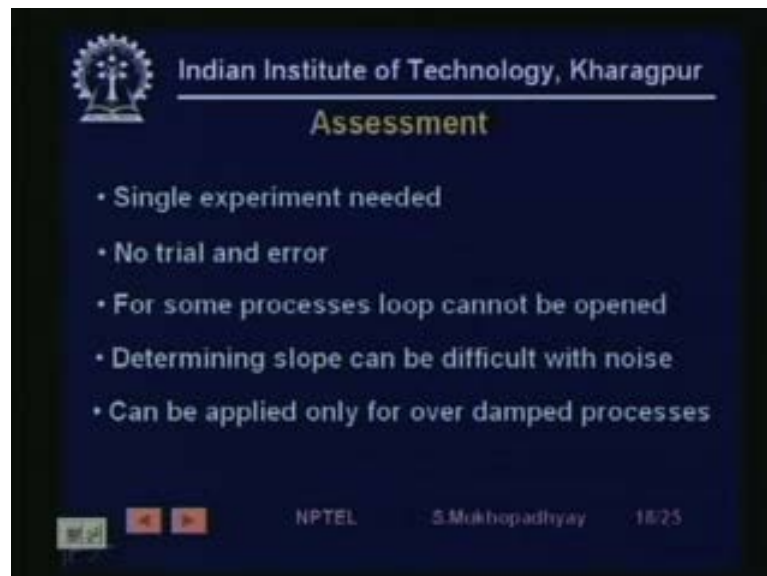 Indian Institute of Technology, Kharagpur
Assessment
• Single experiment needed
• No trial and error
• For some processes loop cannot be opened
• Determining slope can be difficult with noise
• Can be applied only for over damped processes
NPTEL S.Mukhopadhyay 18/25